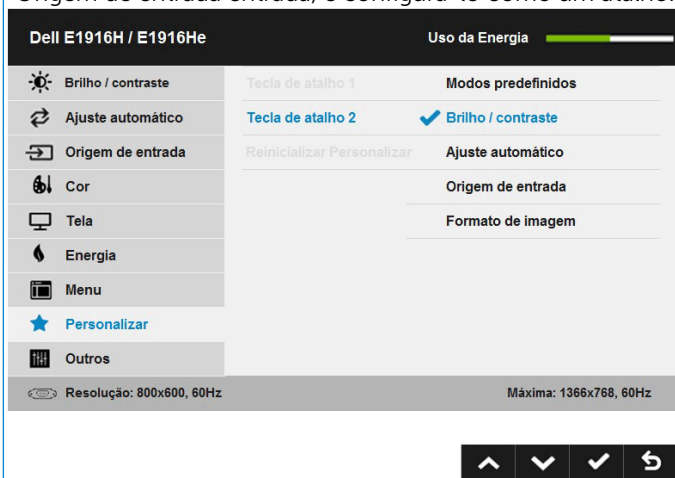 Origem de entrada entrada, e configurá-lo como um atalho.
Dell E1916H / E1916He Uso da Energia
Brilho / contraste Tecla de atalho 1 Modos predefinidos
Ajuste automático Tecla de atalho 2 Brilho / contraste
Origem de entrada Reinicializar Personalizar Ajuste automático
Cor Origem de entrada
Tela Formato de imagem
Energia
Menu
Personalizar
Outros
Resolução: 800x600, 60Hz Máxima: 1366x768, 60Hz